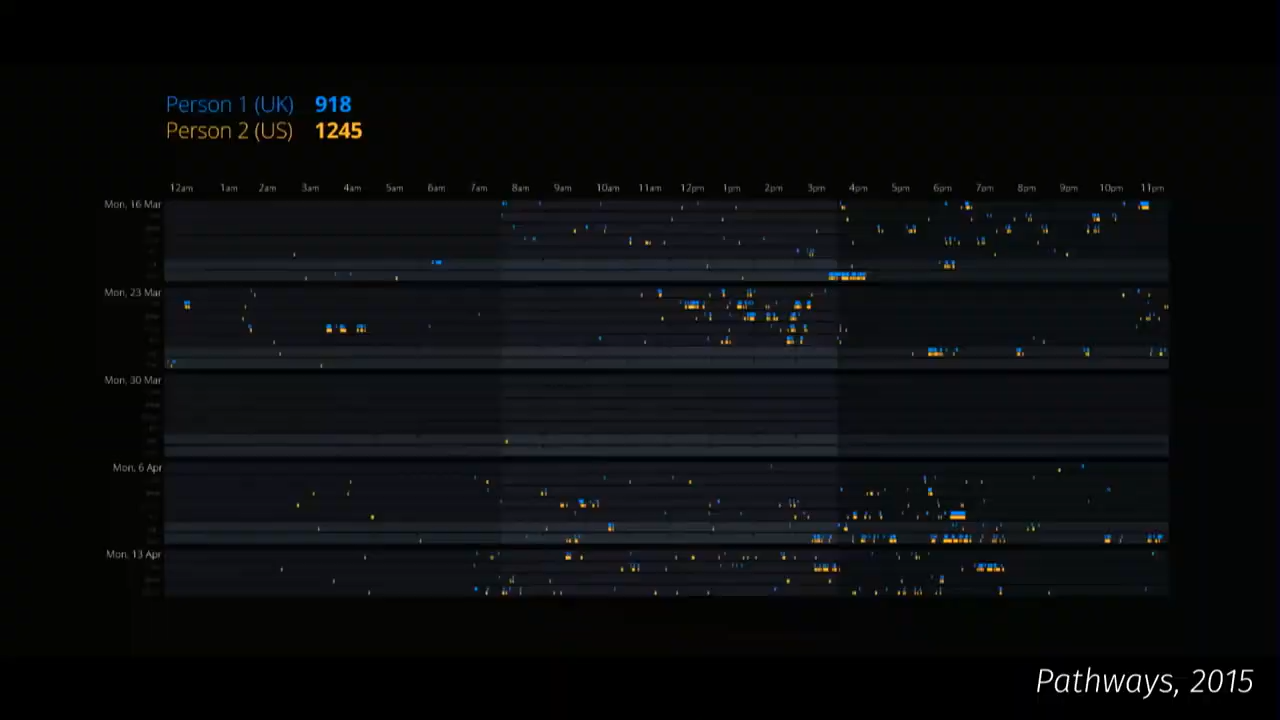 Person 1 (UK) 918
Person 2 (US) 1245
12am 1am 2am 3am 4am 5am 6am 7am 8am 9am 10am 11am 12pm 1pm 2pm 3pm 4pm 5pm 6pm 7pm 8pm 9pm 10pm 11pm
Mon, 16 Mar
Mon, 23 Mar
Mon, 30 Mar
Mon, 6 Apr
Mon, 13 Apr
Pathways, 2015